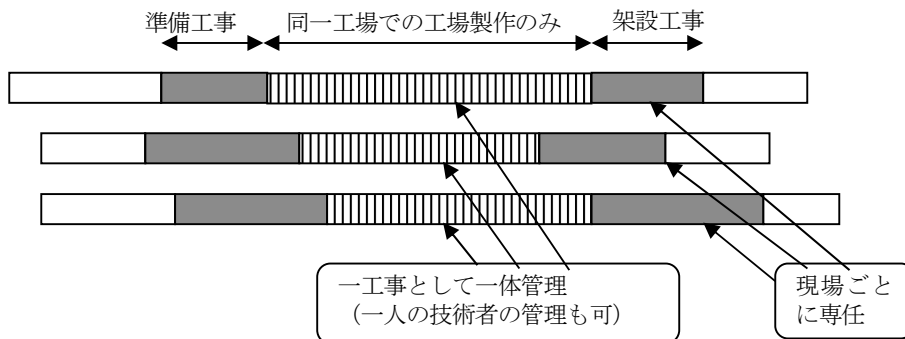 準備工事
同一工場での工場製作のみ
架設工事
一工事として一体管理
（一人の技術者の管理も可）
現場ごと
に専任